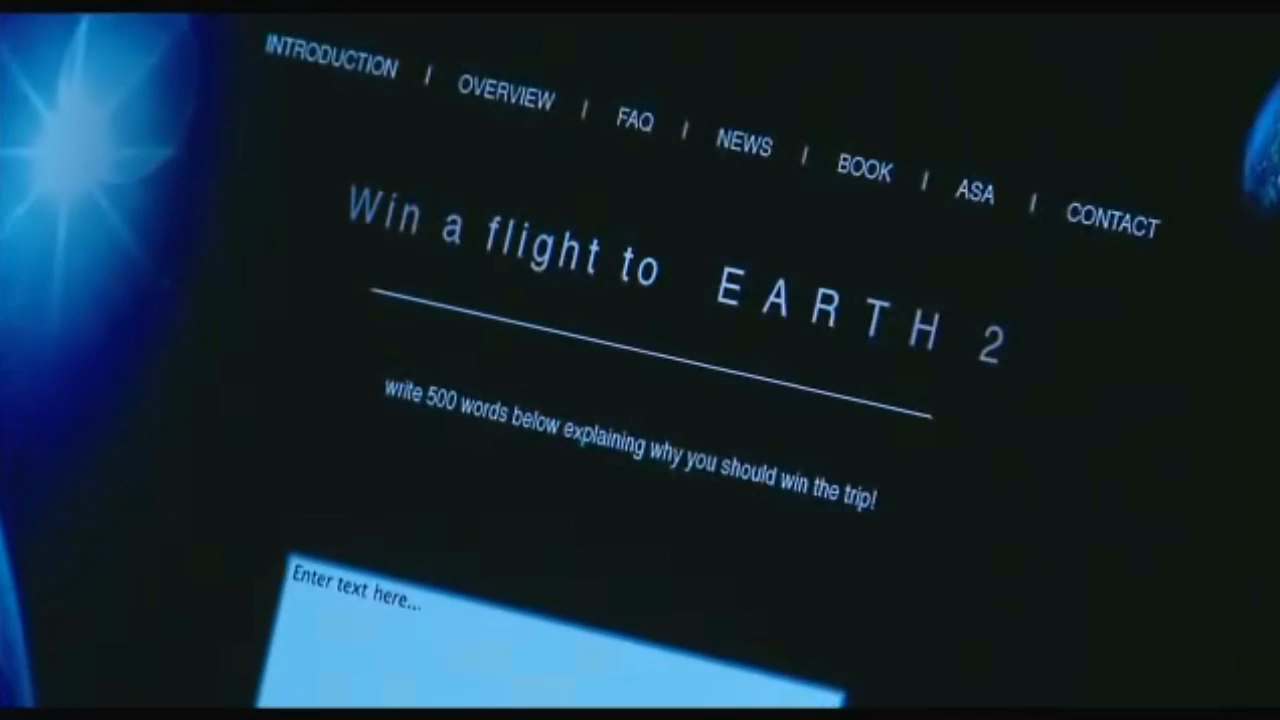 INTRODUCTION | OVERVIEW | FAQ | NEWS | BOOK | ASA | CONTACT
Win a flight to EARTH 2
write 500 words below explaining why you should win the trip!
Enter text here...